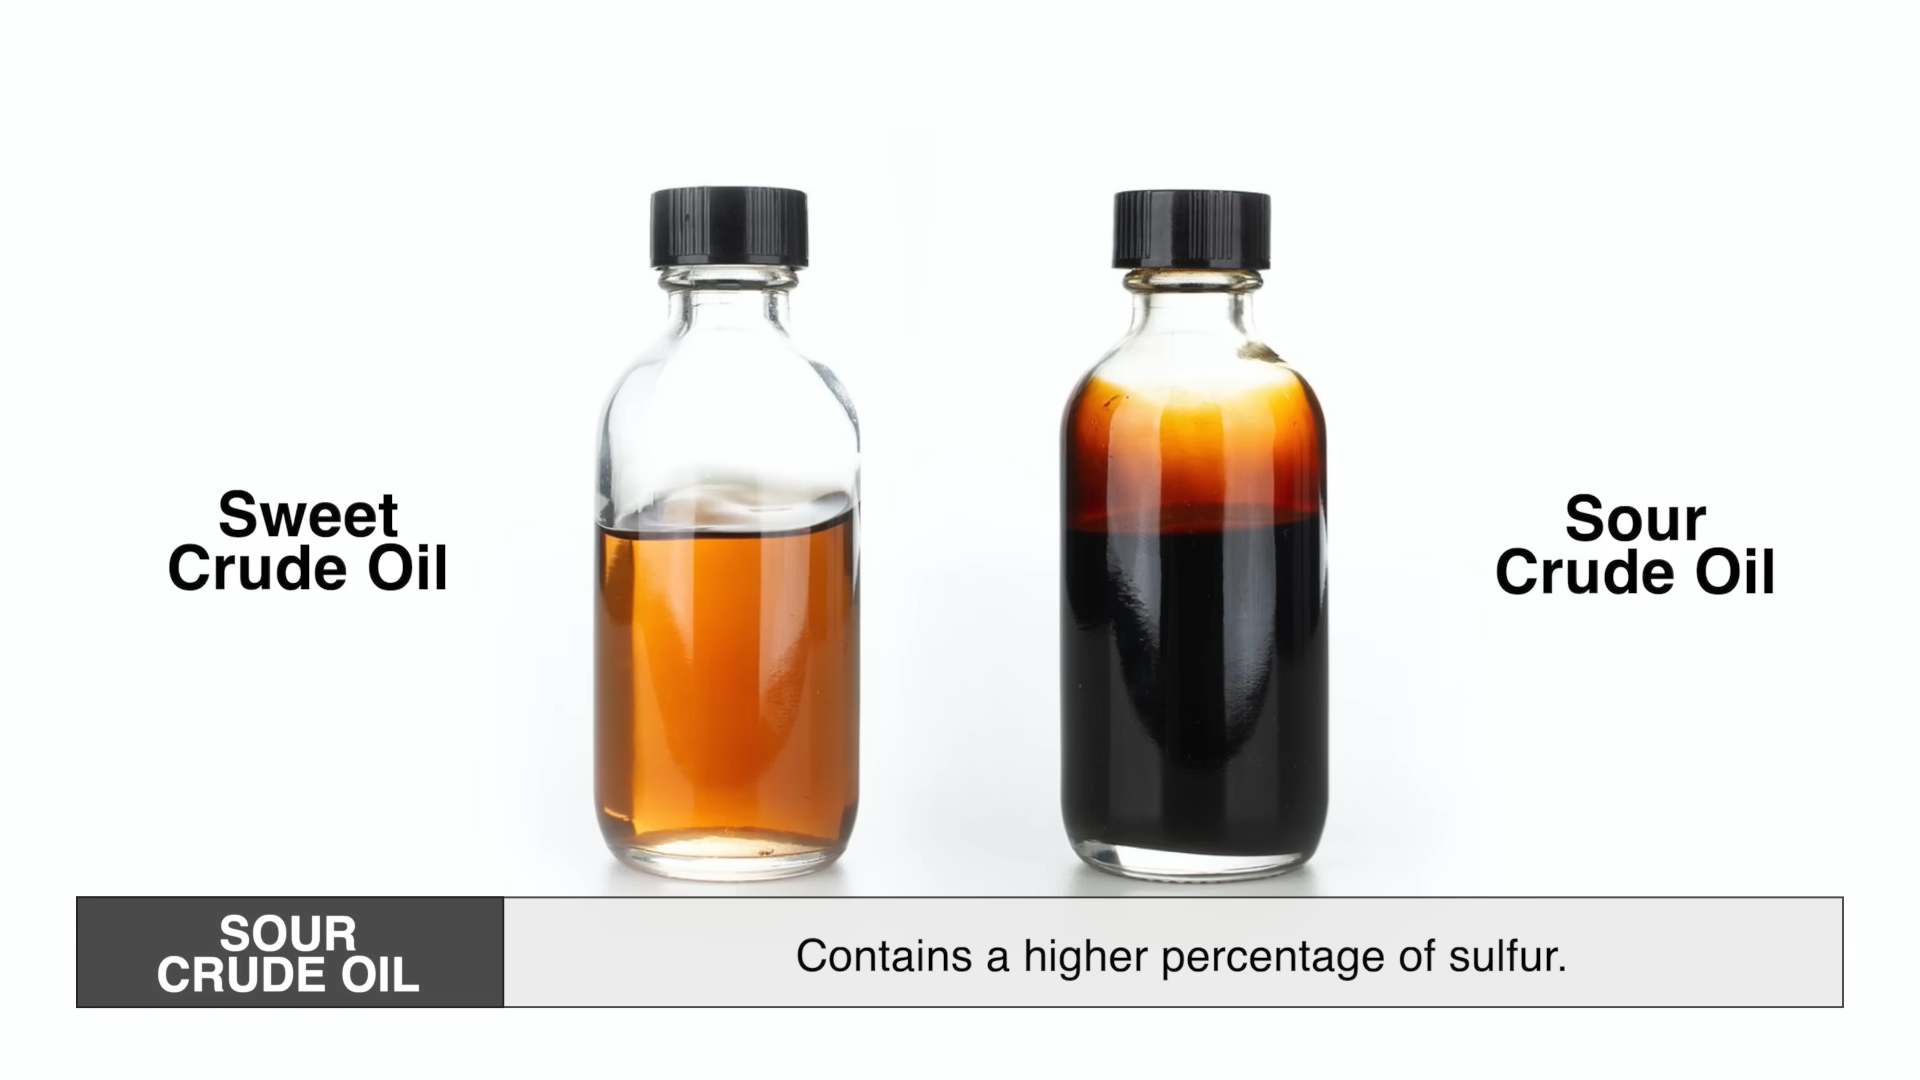 Sweet
Crude Oil
Sour
Crude Oil
SOUR
CRUDE OIL
Contains a higher percentage of sulfur.